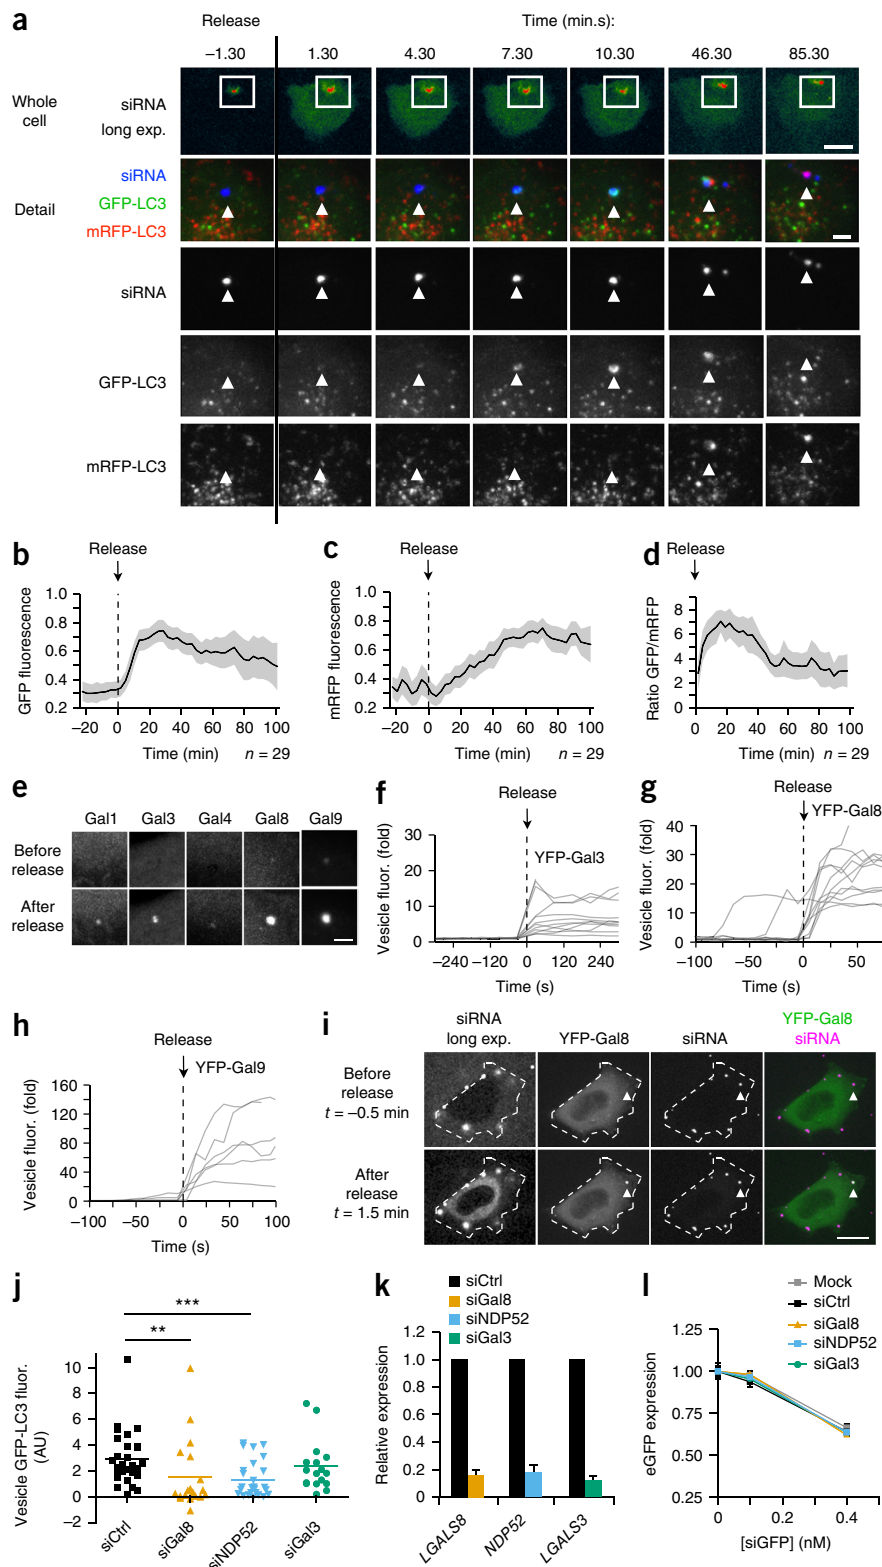 a
Release
Time (min.s):
–1.30 1.30 4.30 7.30 10.30 46.30 85.30
Whole cell
siRNA long exp.
Detail
siRNA
GFP-LC3
mRFP-LC3
siRNA
GFP-LC3
mRFP-LC3
b
Release
GFP fluorescence
1.0
0.8
0.6
0.4
0.2
–20 0 20 40 60 80 100
Time (min)
n = 29
c
Release
mRFP fluorescence
1.0
0.8
0.6
0.4
0.2
–20 0 20 40 60 80 100
Time (min)
n = 29
d
Release
Ratio GFP/mRFP
8
6
4
2
0
0 20 40 60 80 100
Time (min)
n = 29
e
Gal1 Gal3 Gal4 Gal8 Gal9
Before release
After release
f
Release
YFP-Gal3
Vesicle fluor. (fold)
30
20
10
0
–240 –120 0 120 240
Time (s)
g
Release
YFP-Gal8
Vesicle fluor. (fold)
40
30
20
10
0
–100 –50 0 50
Time (s)
h
Release
YFP-Gal9
Vesicle fluor. (fold)
160
120
80
40
0
–100 –50 0 50 100
Time (s)
i
siRNA long exp.
YFP-Gal8
siRNA
YFP-Gal8
siRNA
Before release
t = –0.5 min
After release
t = 1.5 min
j
***
**
Vesicle GFP-LC3 fluor. (AU)
10
8
6
4
2
0
–2
siCtrl siGal8 siNDP52 siGal3
k
siCtrl
siGal8
siNDP52
siGal3
Relative expression
1.2
1.0
0.8
0.6
0.4
0.2
0
LGALS8 NDP52 LGALS3
l
Mock
siCtrl
siGal8
siNDP52
siGal3
eGFP expression
1.25
1.00
0.75
0.50
0.25
0 0.2 0.4
[siGFP] (nM)